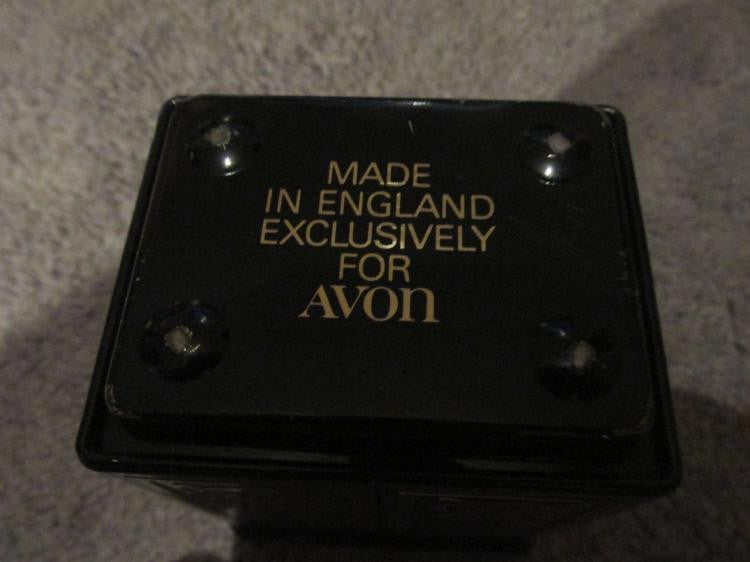 MADE
IN ENGLAND
EXCLUSIVELY
FOR
AVON